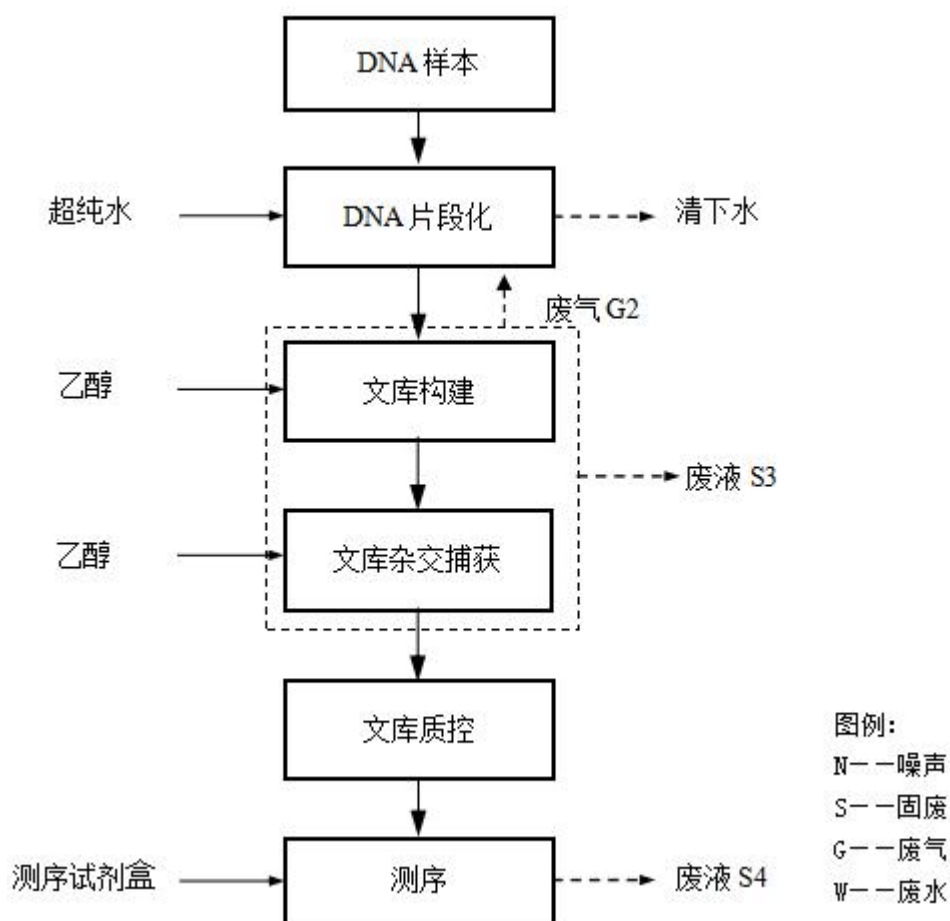 DNA 样本
超纯水
DNA 片段化
清下水
废气 G2
乙醇
文库构建
废液 S3
乙醇
文库杂交捕获
文库质控
测序试剂盒
测序
废液 S4
图例：
N——噪声
S——固废
G——废气
W——废水